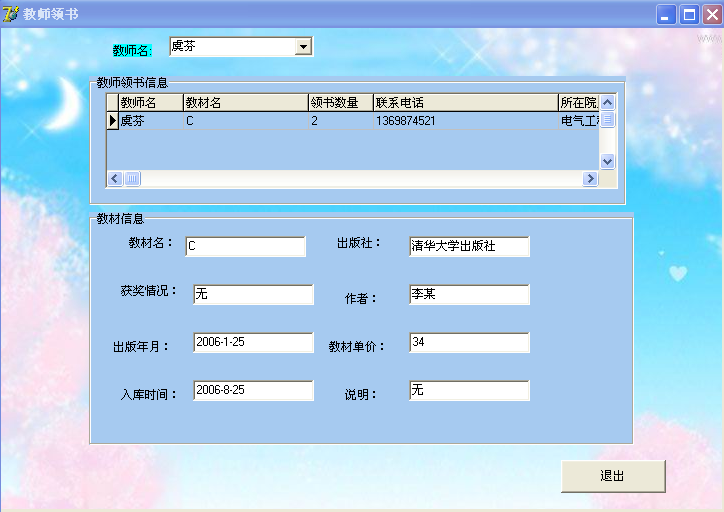 教师领书
www
教师名:
虞芬
教师领书信息
教师名 教材名 领书数量 联系电话 所在院
虞芬 C 2 1369874521 电气工
教材信息
教材名： C 出版社： 清华大学出版社
获奖情况： 无 作者： 李某
出版年月： 2006-1-25 教材单价： 34
入库时间： 2006-8-25 说明： 无
退出